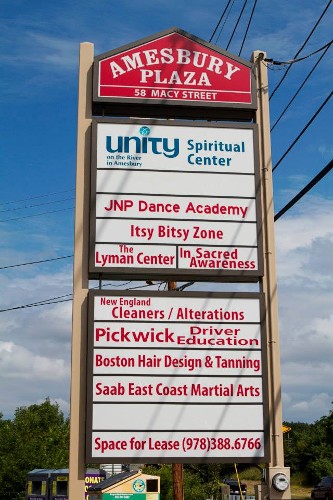 AMESBURY
PLAZA
58 MACY STREET
unity Spiritual
on the River
in Amesbury
Center
JNP Dance Academy
Itsy Bitsy Zone
The
Lyman Center
In Sacred
Awareness
New England
Cleaners / Alterations
Pickwick Driver
Education
Boston Hair Design & Tanning
Saab East Coast Martial Arts
Space for Lease (978)388.6766